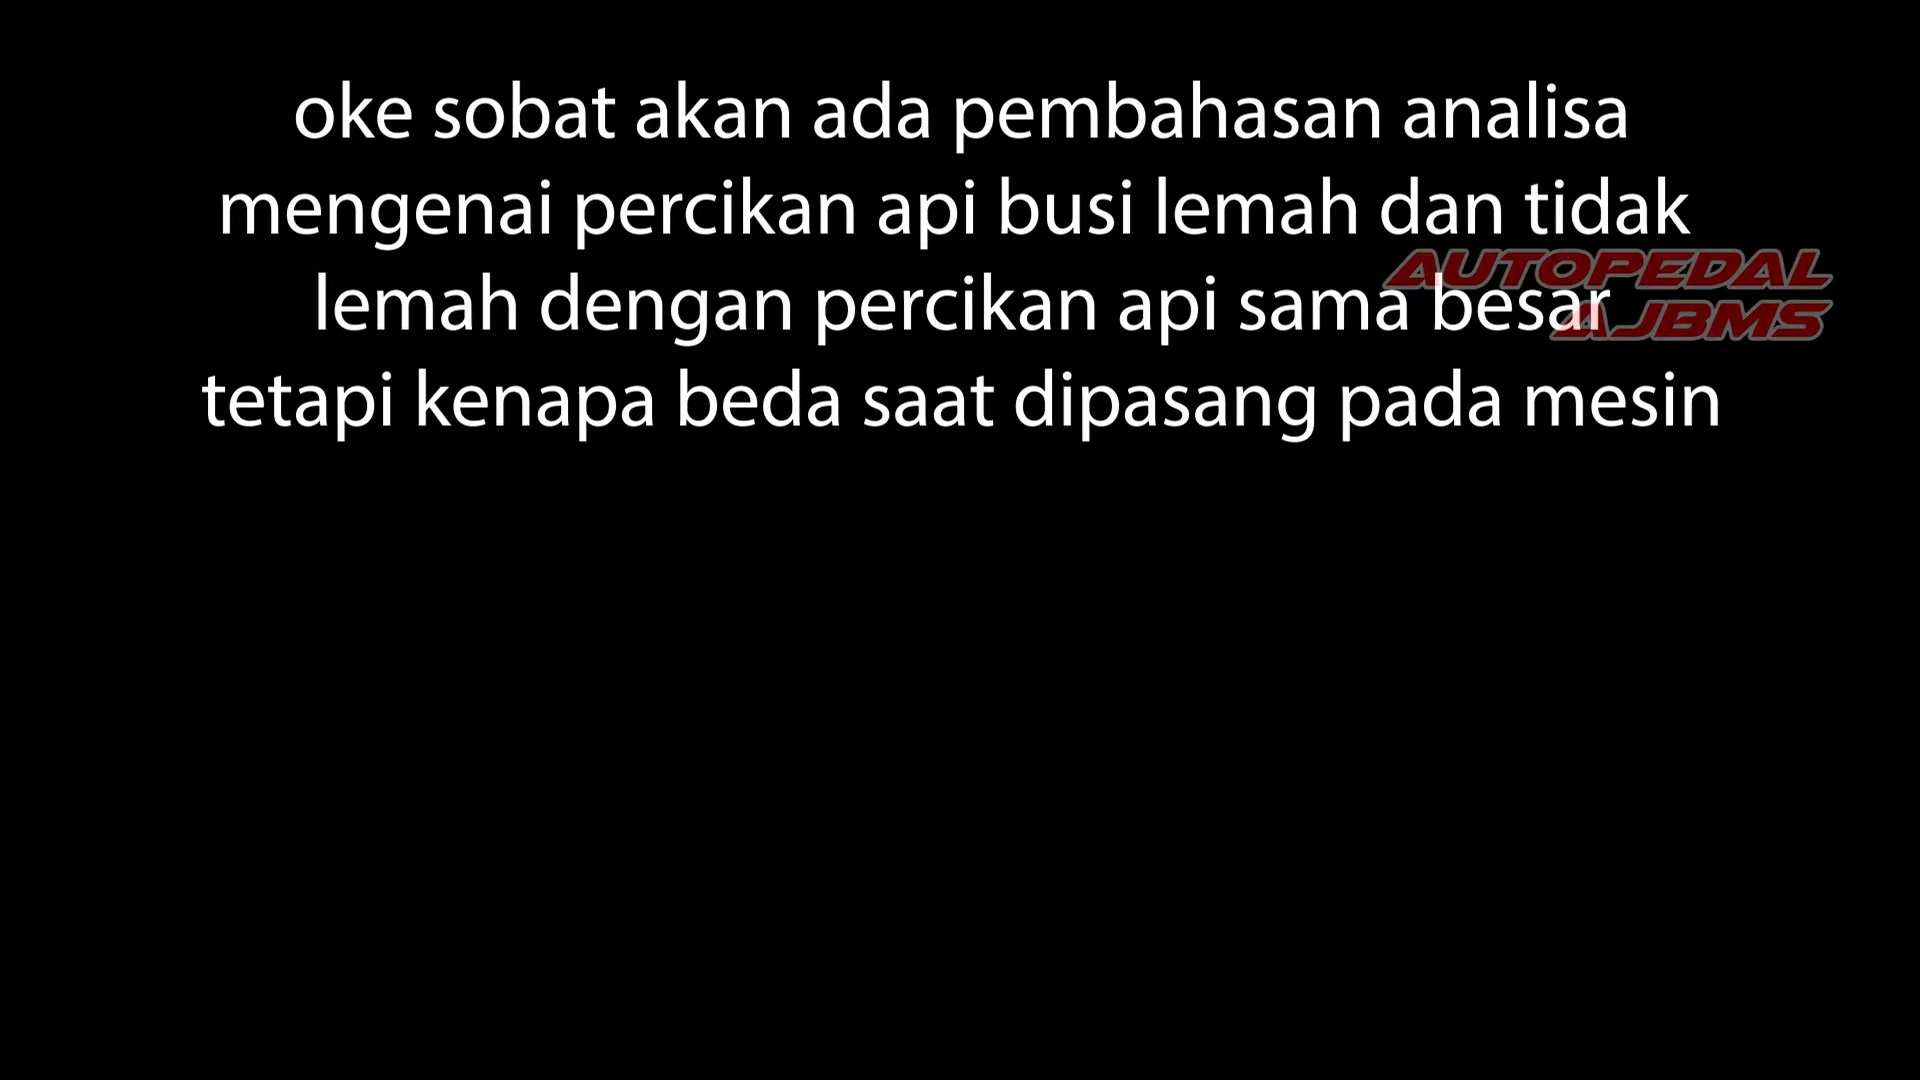 oke sobat akan ada pembahasan analisa
mengenai percikan api busi lemah dan tidak
lemah dengan percikan api sama besar
tetapi kenapa beda saat dipasang pada mesin
AUTOPEDAL
AJBMS